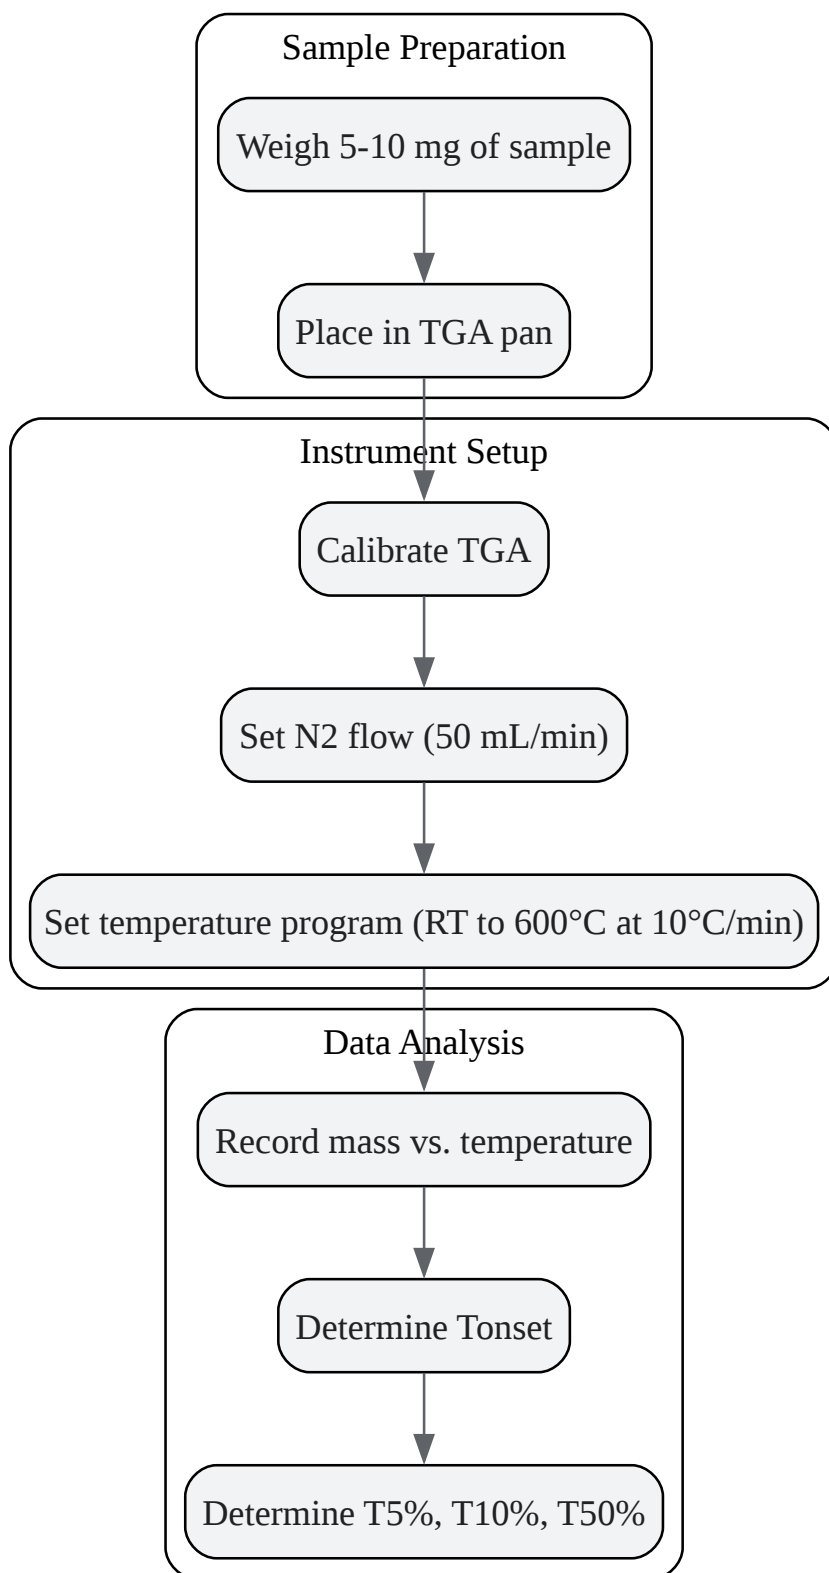 Sample Preparation
Weigh 5-10 mg of sample
Place in TGA pan
Instrument Setup
Calibrate TGA
Set N2 flow (50 mL/min)
Set temperature program (RT to 600°C at 10°C/min)
Data Analysis
Record mass vs. temperature
Determine Tonset
Determine T5%, T10%, T50%